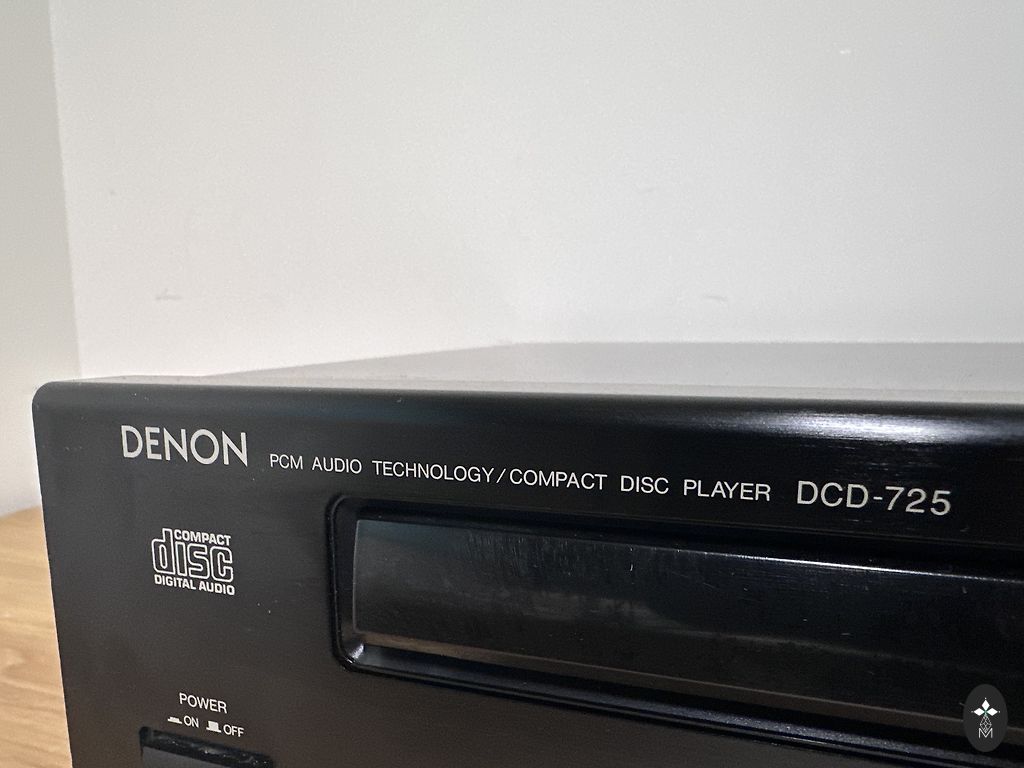 DENON PCM AUDIO TECHNOLOGY/COMPACT DISC PLAYER DCD-725
COMPACT
disc
DIGITAL AUDIO
POWER
ON OFF
M